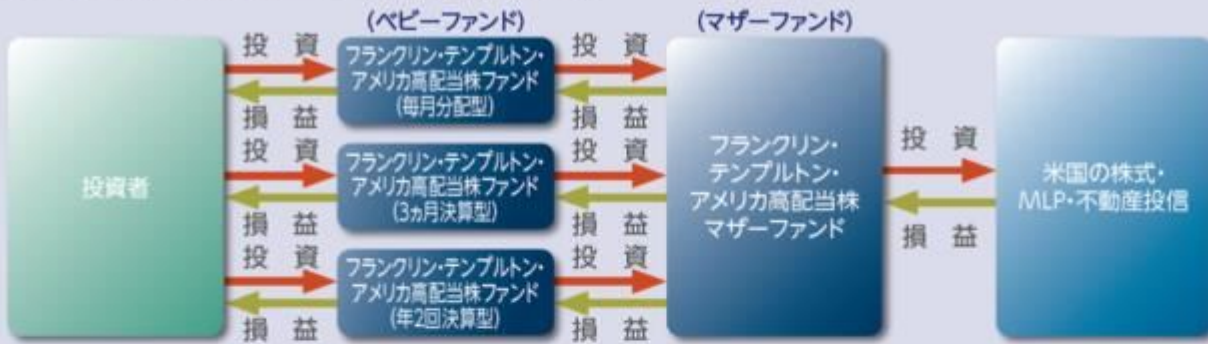 (ベビーファンド)
(マザーファンド)
投資者
投資
損益
フランクリン・テンプルトン・
アメリカ高配当株ファンド
(毎月分配型)
投資
損益
投資
損益
フランクリン・テンプルトン・
アメリカ高配当株ファンド
(3ヵ月決算型)
投資
損益
投資
損益
フランクリン・テンプルトン・
アメリカ高配当株ファンド
(年2回決算型)
投資
損益
フランクリン・
テンプルトン・
アメリカ高配当株
マザーファンド
投資
損益
米国の株式・
MLP・不動産投信